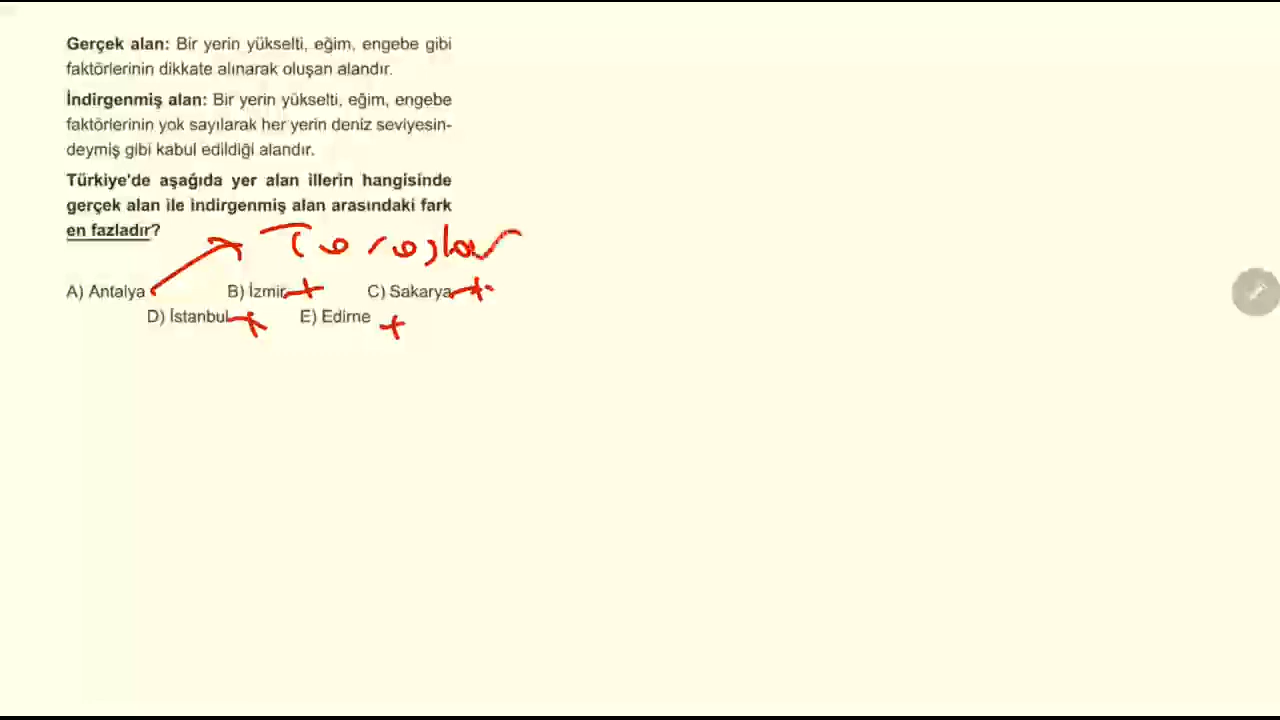 Gerçek alan: Bir yerin yükselti, eğim, engebe gibi
faktörlerinin dikkate alınarak oluşan alandır.
İndirgenmiş alan: Bir yerin yükselti, eğim, engebe
faktörlerinin yok sayılarak her yerin deniz seviyesin-
deymiş gibi kabul edildiği alandır.
Türkiye'de aşağıda yer alan illerin hangisinde
gerçek alan ile indirgenmiş alan arasındaki fark
en fazladır?
Toroslar
A) Antalya B) İzmir C) Sakarya
D) İstanbul E) Edirne